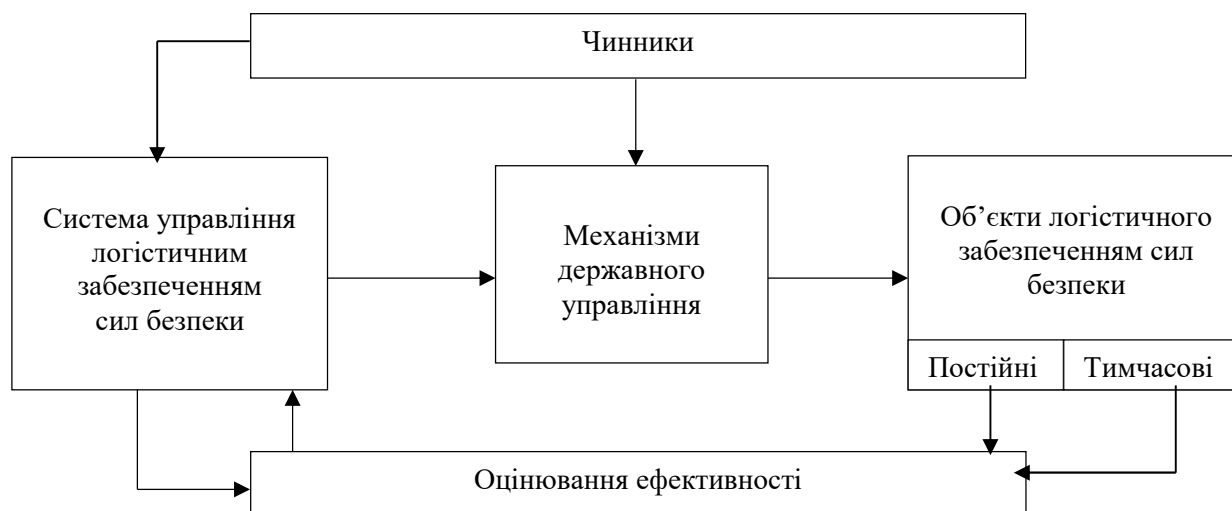 Чинники
Система управління
логістичним
забезпеченням
сил безпеки
Механізми
державного
управління
Об’єкти логістичного
забезпеченням сил
безпеки
Постійні
Тимчасові
Оцінювання ефективності